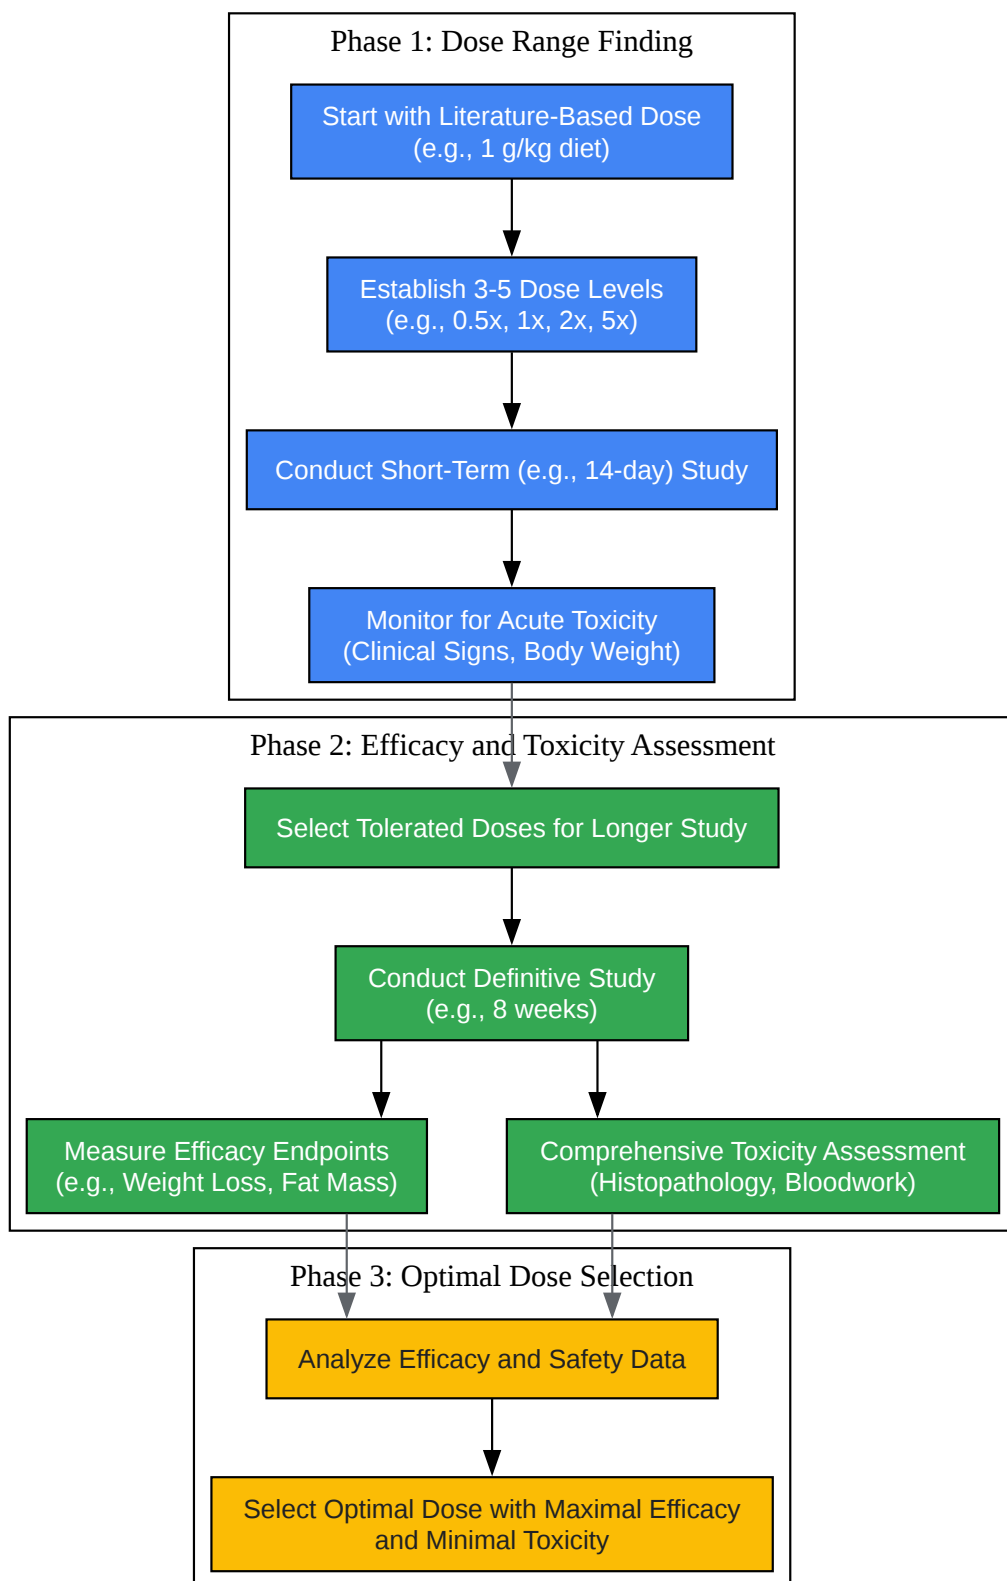 Phase 1: Dose Range Finding
Start with Literature-Based Dose
(e.g., 1 g/kg diet)
Establish 3-5 Dose Levels
(e.g., 0.5x, 1x, 2x, 5x)
Conduct Short-Term (e.g., 14-day) Study
Monitor for Acute Toxicity
(Clinical Signs, Body Weight)
Phase 2: Efficacy and Toxicity Assessment
Select Tolerated Doses for Longer Study
Conduct Definitive Study
(e.g., 8 weeks)
Measure Efficacy Endpoints
(e.g., Weight Loss, Fat Mass)
Comprehensive Toxicity Assessment
(Histopathology, Bloodwork)
Phase 3: Optimal Dose Selection
Analyze Efficacy and Safety Data
Select Optimal Dose with Maximal Efficacy
and Minimal Toxicity